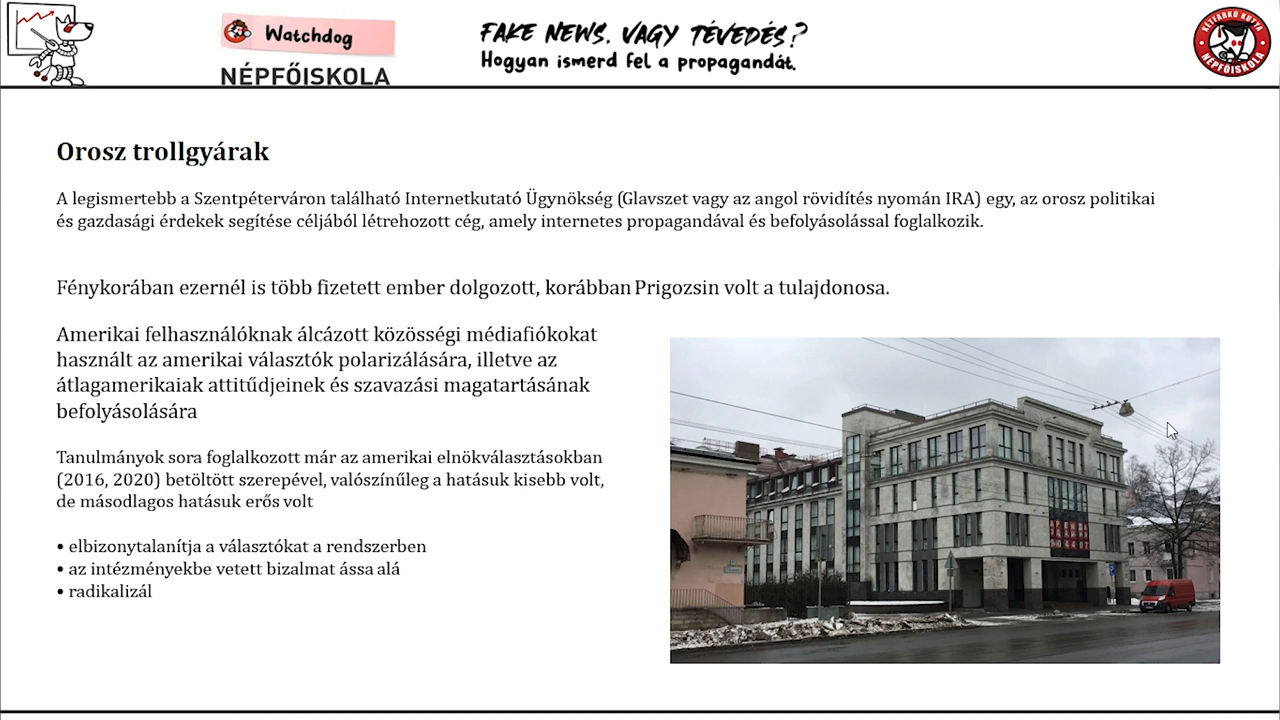 Watchdog
NÉPFŐISKOLA
FAKE NEWS. VAGY TÉVEDÉS?
Hogyan ismerd fel a propagandát.
KÉTFARKÚ KUTYA
NÉPFŐISKOLA
Orosz trollgyárak
A legismertebb a Szentpéterváron található Internetkutató Ügynökség (Glavszet vagy az angol rövidítés nyomán IRA) egy, az orosz politikai
és gazdasági érdekek segítése céljából létrehozott cég, amely internetes propagandával és befolyásolással foglalkozik.
Fénykorában ezernél is több fizetett ember dolgozott, korábban Prigozsin volt a tulajdonosa.
Amerikai felhasználóknak álcázott közösségi médiafiókokat
használt az amerikai választók polarizálására, illetve az
átlagamerikaiak attitűdjeinek és szavazási magatartásának
befolyásolására
Tanulmányok sora foglalkozott már az amerikai elnökválasztásokban
(2016, 2020) betöltött szerepével, valószínűleg a hatásuk kisebb volt,
de másodlagos hatásuk erős volt
• elbizonytalanítja a választókat a rendszerben
• az intézményekbe vetett bizalmat ássa alá
• radikalizál